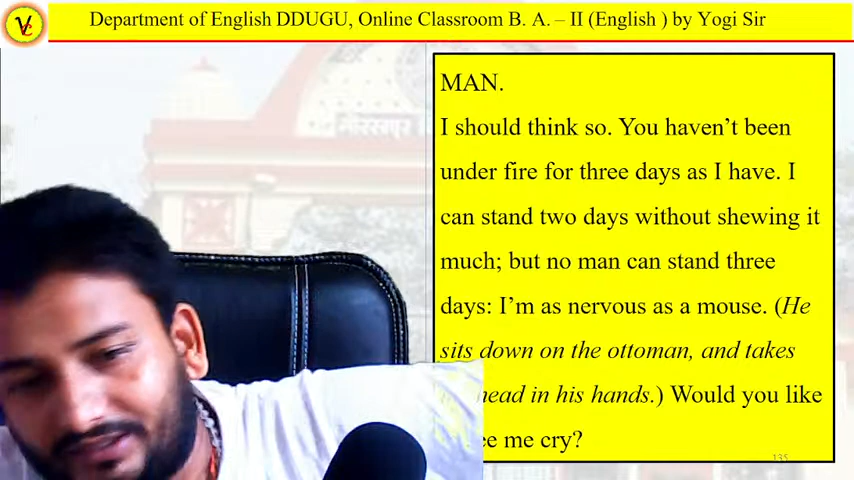 Department of English DDUGU, Online Classroom B. A. – II (English ) by Yogi Sir
MAN.
I should think so. You haven’t been
under fire for three days as I have. I
can stand two days without shewing it
much; but no man can stand three
days: I’m as nervous as a mouse. (He
sits down on the ottoman, and takes
head in his hands.) Would you like
me cry?
135